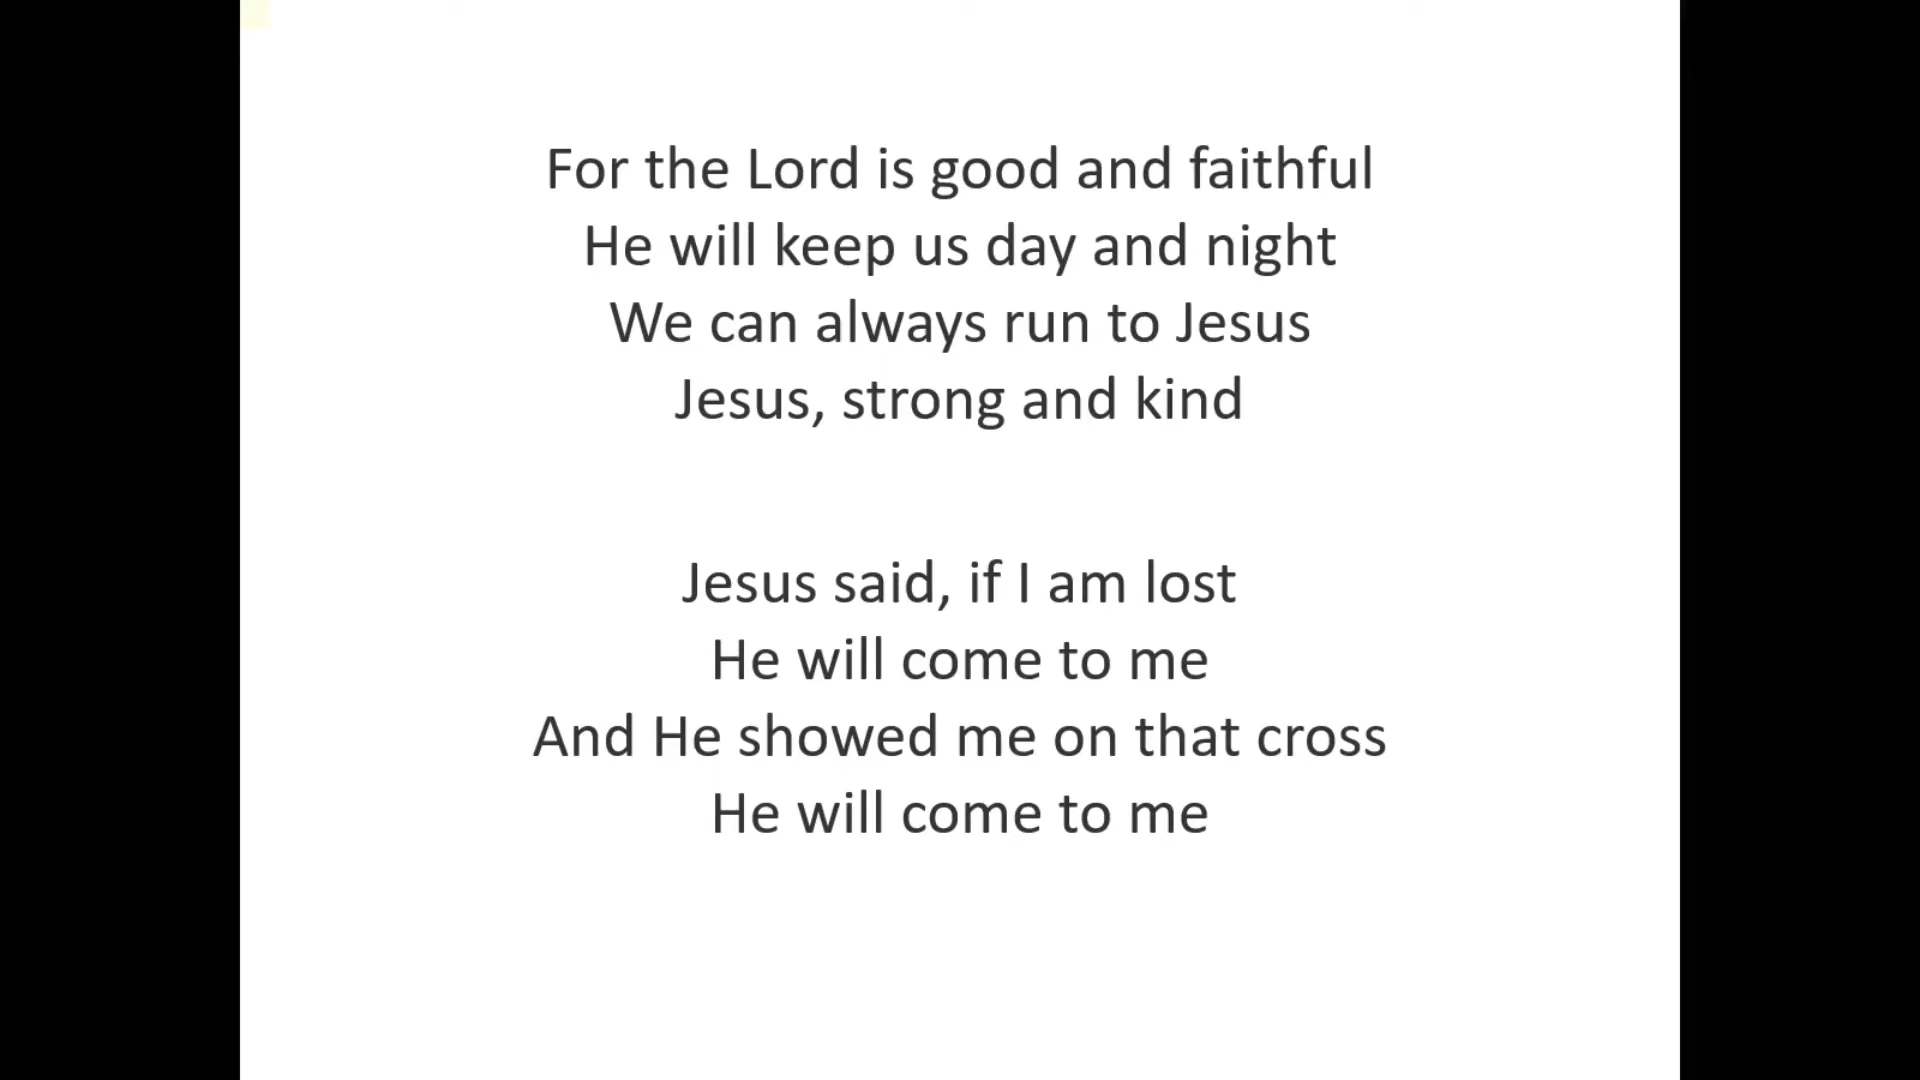 For the Lord is good and faithful
He will keep us day and night
We can always run to Jesus
Jesus, strong and kind
Jesus said, if I am lost
He will come to me
And He showed me on that cross
He will come to me